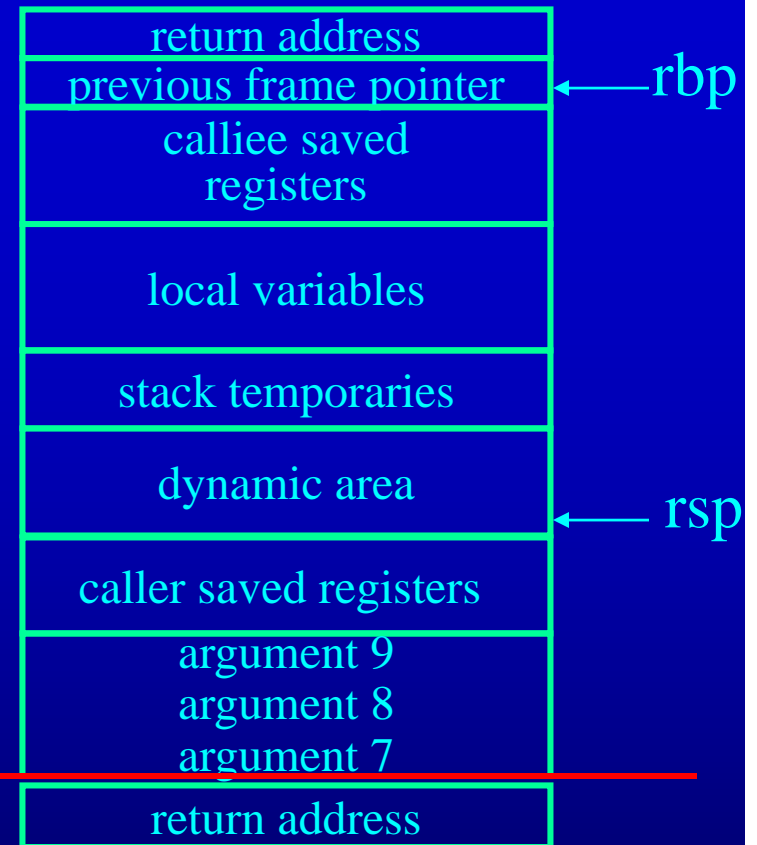 return address
previous frame pointer
rbp
calliee saved
registers
local variables
stack temporaries
dynamic area
rsp
caller saved registers
argument 9
argument 8
argument 7
return address